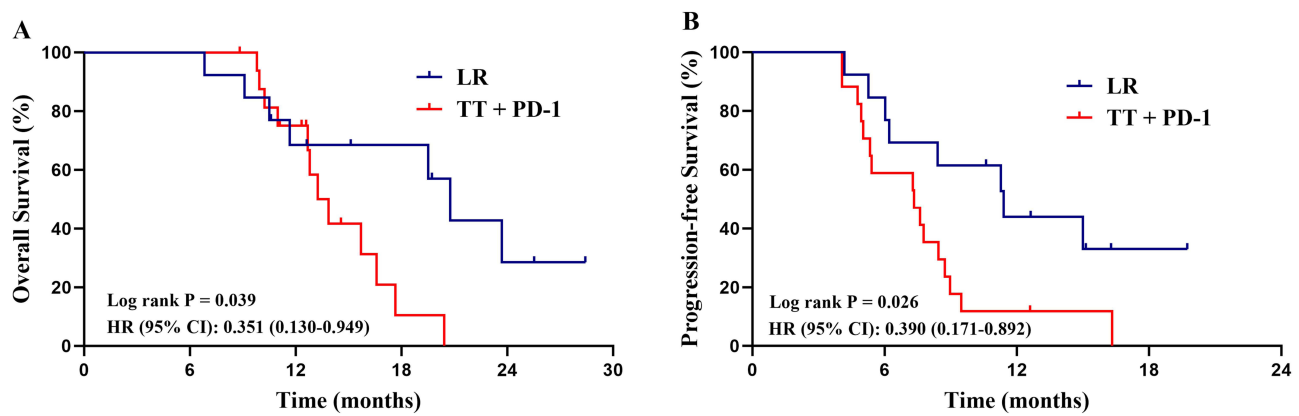 A
Overall Survival (%)
100
80
60
40
20
0
LR
TT + PD-1
Log rank P = 0.039
HR (95% CI): 0.351 (0.130-0.949)
0 6 12 18 24 30
Time (months)
B
Progression-free Survival (%)
100
80
60
40
20
0
LR
TT + PD-1
Log rank P = 0.026
HR (95% CI): 0.390 (0.171-0.892)
0 6 12 18 24
Time (months)